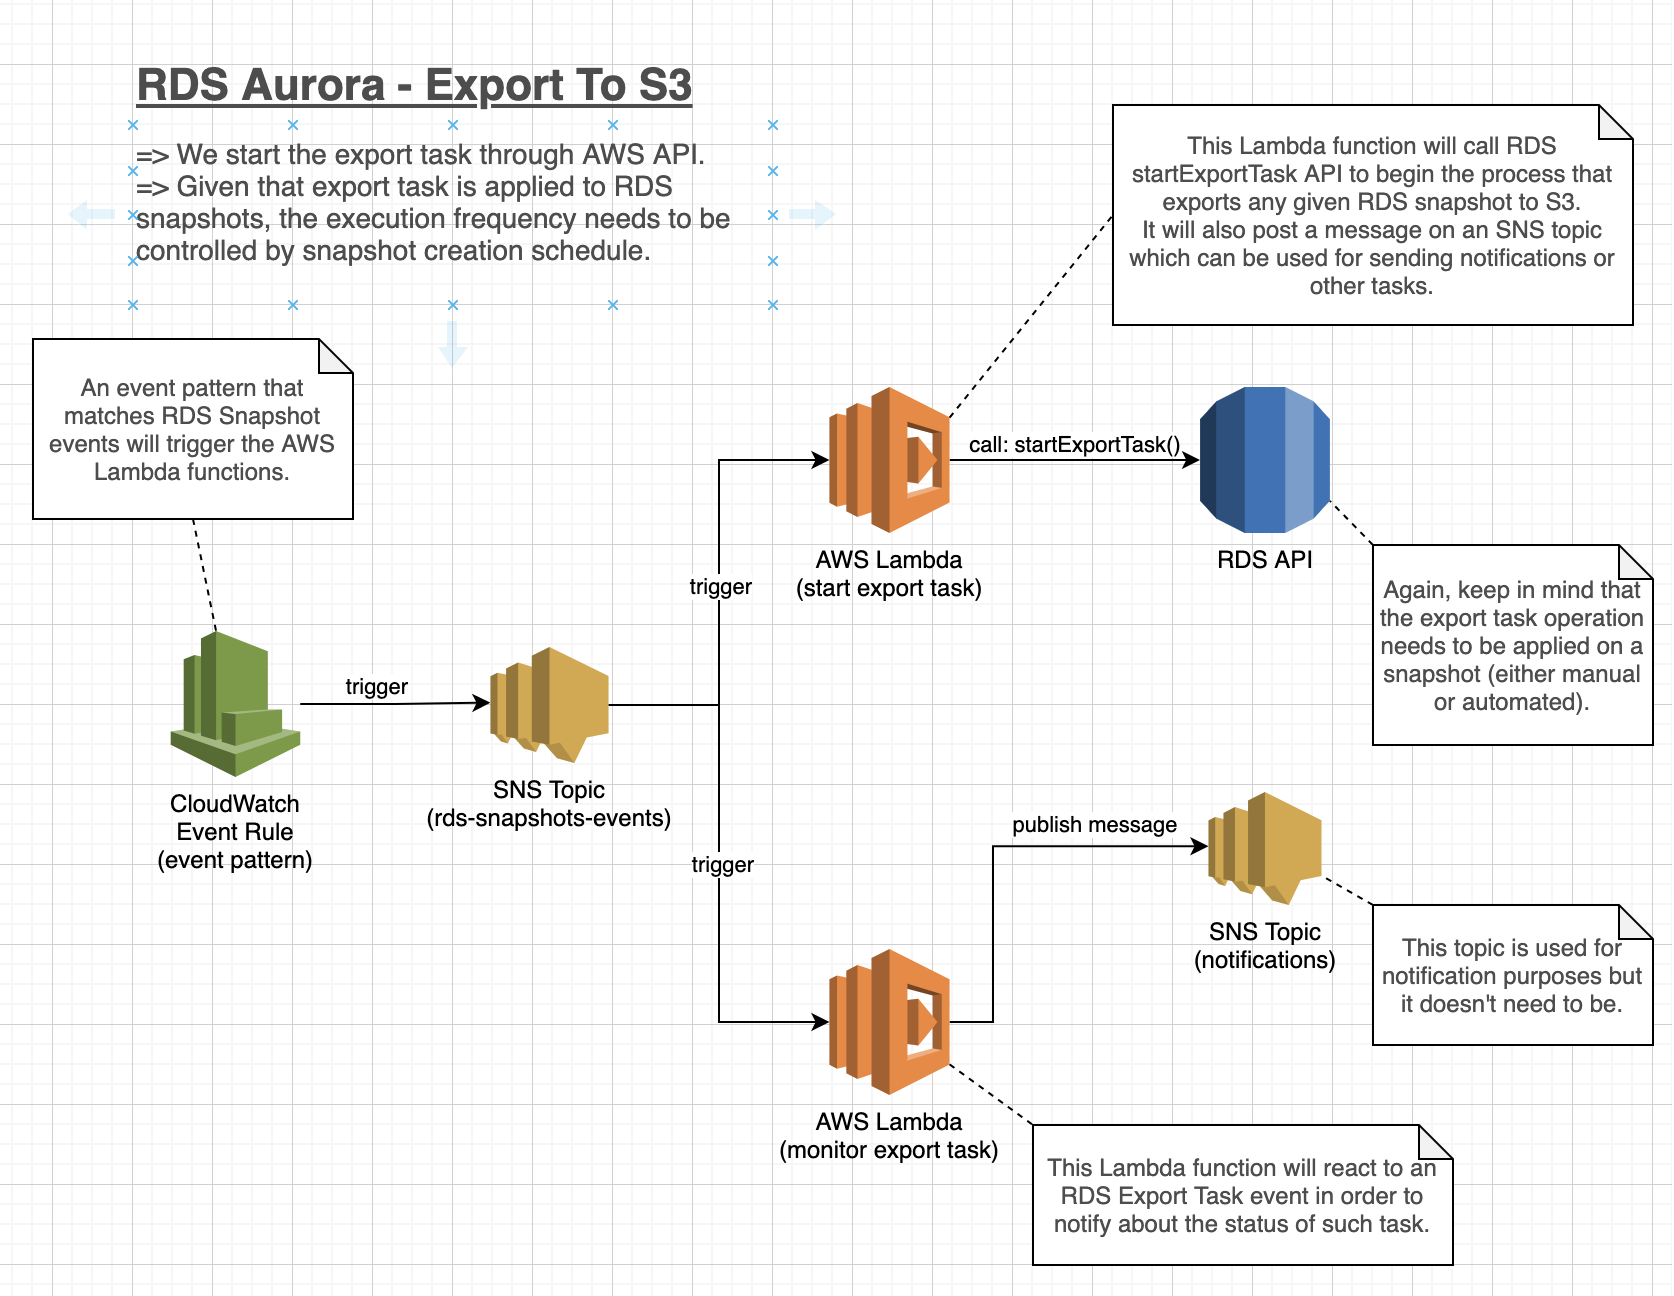 RDS Aurora - Export To S3
=> We start the export task through AWS API.
=> Given that export task is applied to RDS
snapshots, the execution frequency needs to be
controlled by snapshot creation schedule.
This Lambda function will call RDS
startExportTask API to begin the process that
exports any given RDS snapshot to S3.
It will also post a message on an SNS topic
which can be used for sending notifications or
other tasks.
An event pattern that
matches RDS Snapshot
events will trigger the AWS
Lambda functions.
call: startExportTask()
AWS Lambda
(start export task)
RDS API
trigger
Again, keep in mind that
the export task operation
needs to be applied on a
snapshot (either manual
or automated).
trigger
SNS Topic
(rds-snapshots-events)
CloudWatch
Event Rule
(event pattern)
trigger
publish message
SNS Topic
(notifications)
This topic is used for
notification purposes but
it doesn't need to be.
AWS Lambda
(monitor export task)
This Lambda function will react to an
RDS Export Task event in order to
notify about the status of such task.